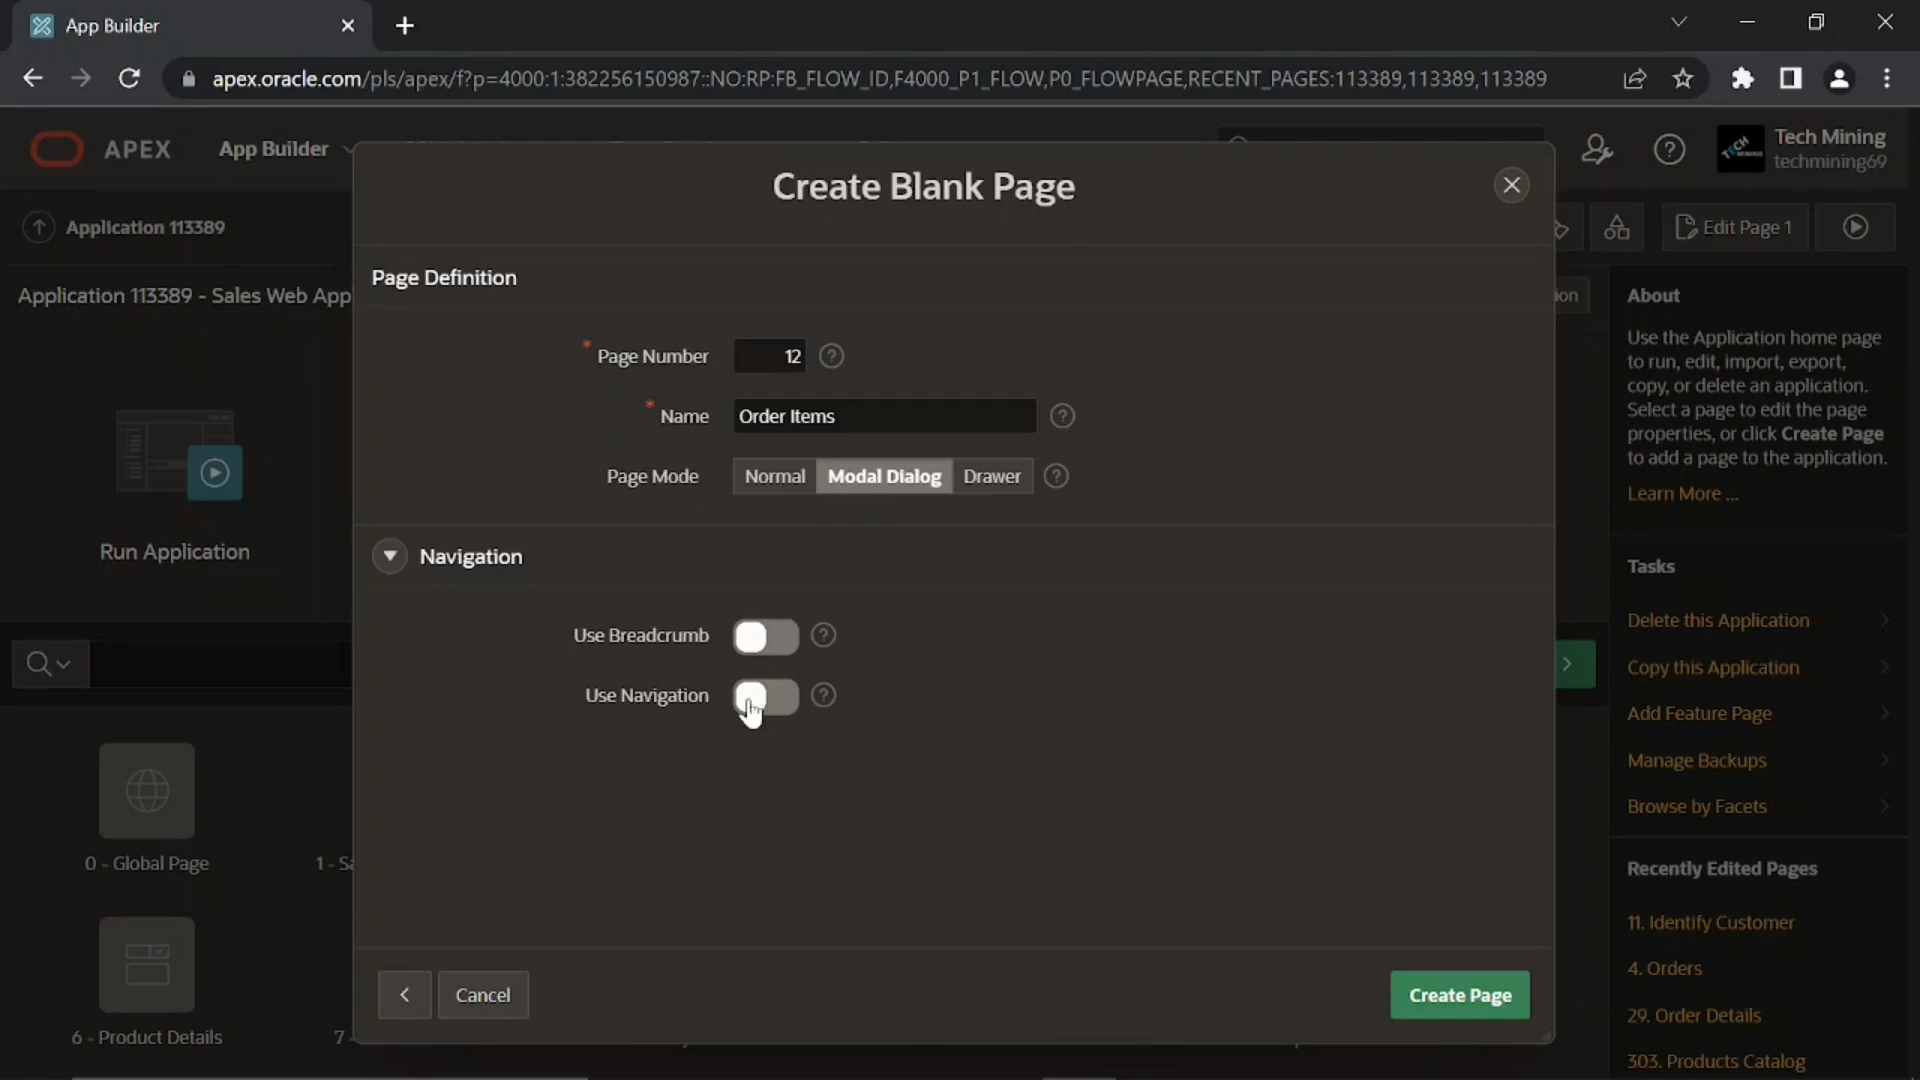 App Builder
apex.oracle.com/pls/apex/f?p=4000:1:382256150987::NO:RP:FB_FLOW_ID,F4000_P1_FLOW,P0_FLOWPAGE,RECENT_PAGES:113389,113389,113389
APEX
App Builder
Tech Mining
techmining69
Create Blank Page
Application 113389
Edit Page 1
Application 113389 - Sales Web App
Page Definition
ion
About
Use the Application home page
to run, edit, import, export,
copy, or delete an application.
Select a page to edit the page
properties, or click Create Page
to add a page to the application.
Learn More ...
* Page Number 12
* Name Order Items
Page Mode Normal Modal Dialog Drawer
Run Application
Navigation
Tasks
Use Breadcrumb
Delete this Application
Use Navigation
Copy this Application
Add Feature Page
Manage Backups
Browse by Facets
0 - Global Page
1 - Sa
Recently Edited Pages
11. Identify Customer
4. Orders
Cancel
Create Page
29. Order Details
6 - Product Details
7 -
303. Products Catalog